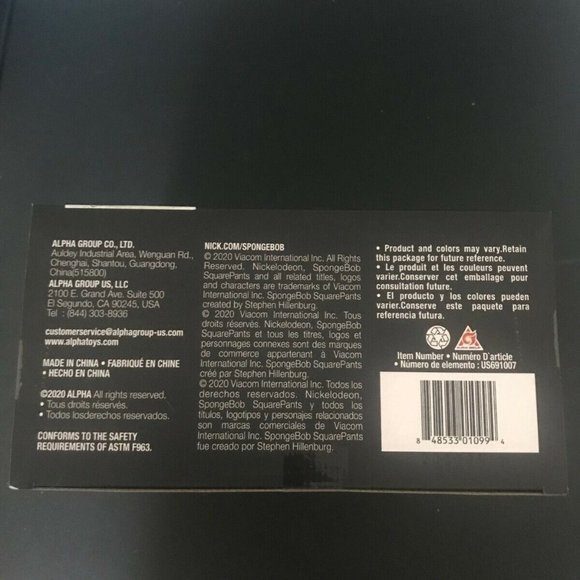 ALPHA GROUP CO., LTD.
Auldey Industrial Area, Wenguan Rd.,
Chenghai, Shantou, Guangdong,
China(515800)
ALPHA GROUP US, LLC
2100 E. Grand Ave. Suite 500
El Segundo, CA 90245, USA
Tel : (844) 303-8936
customerservice@alphagroup-us.com
www.alphatoys.com
MADE IN CHINA • FABRIQUÉ EN CHINE
• HECHO EN CHINA
©2020 ALPHA All rights reserved.
• Tous droits réservés.
• Todos losderechos reservados.
CONFORMS TO THE SAFETY
REQUIREMENTS OF ASTM F963.
NICK.COM/SPONGEBOB
© 2020 Viacom International Inc. All Rights
Reserved. Nickelodeon, SpongeBob
SquarePants and all related titles, logos
and characters are trademarks of Viacom
International Inc. SpongeBob SquarePants
created by Stephen Hillenburg.
© 2020 Viacom International Inc. Tous
droits réservés. Nickelodeon, SpongeBob
SquarePants et tous les titres, logos et
personnages connexes sont des marques
de commerce appartenant à Viacom
International Inc. SpongeBob SquarePants
créé par Stephen Hillenburg.
© 2020 Viacom International Inc. Todos los
derechos reservados. Nickelodeon,
SpongeBob SquarePants y todos los
títulos, logotipos y personajes relacionados
son marcas comerciales de Viacom
International Inc. SpongeBob SquarePants
fue creado por Stephen Hillenburg.
• Product and colors may vary.Retain
this package for future reference.
• Le produit et les couleurs peuvent
varier.Conserver cet emballage pour
consultation future.
• El producto y los colores pueden
varier.Conserve este paquete para
referencia futura.
Item Number • Numéro D'article
• Número de elemento : US691007
8 48533 01099 4